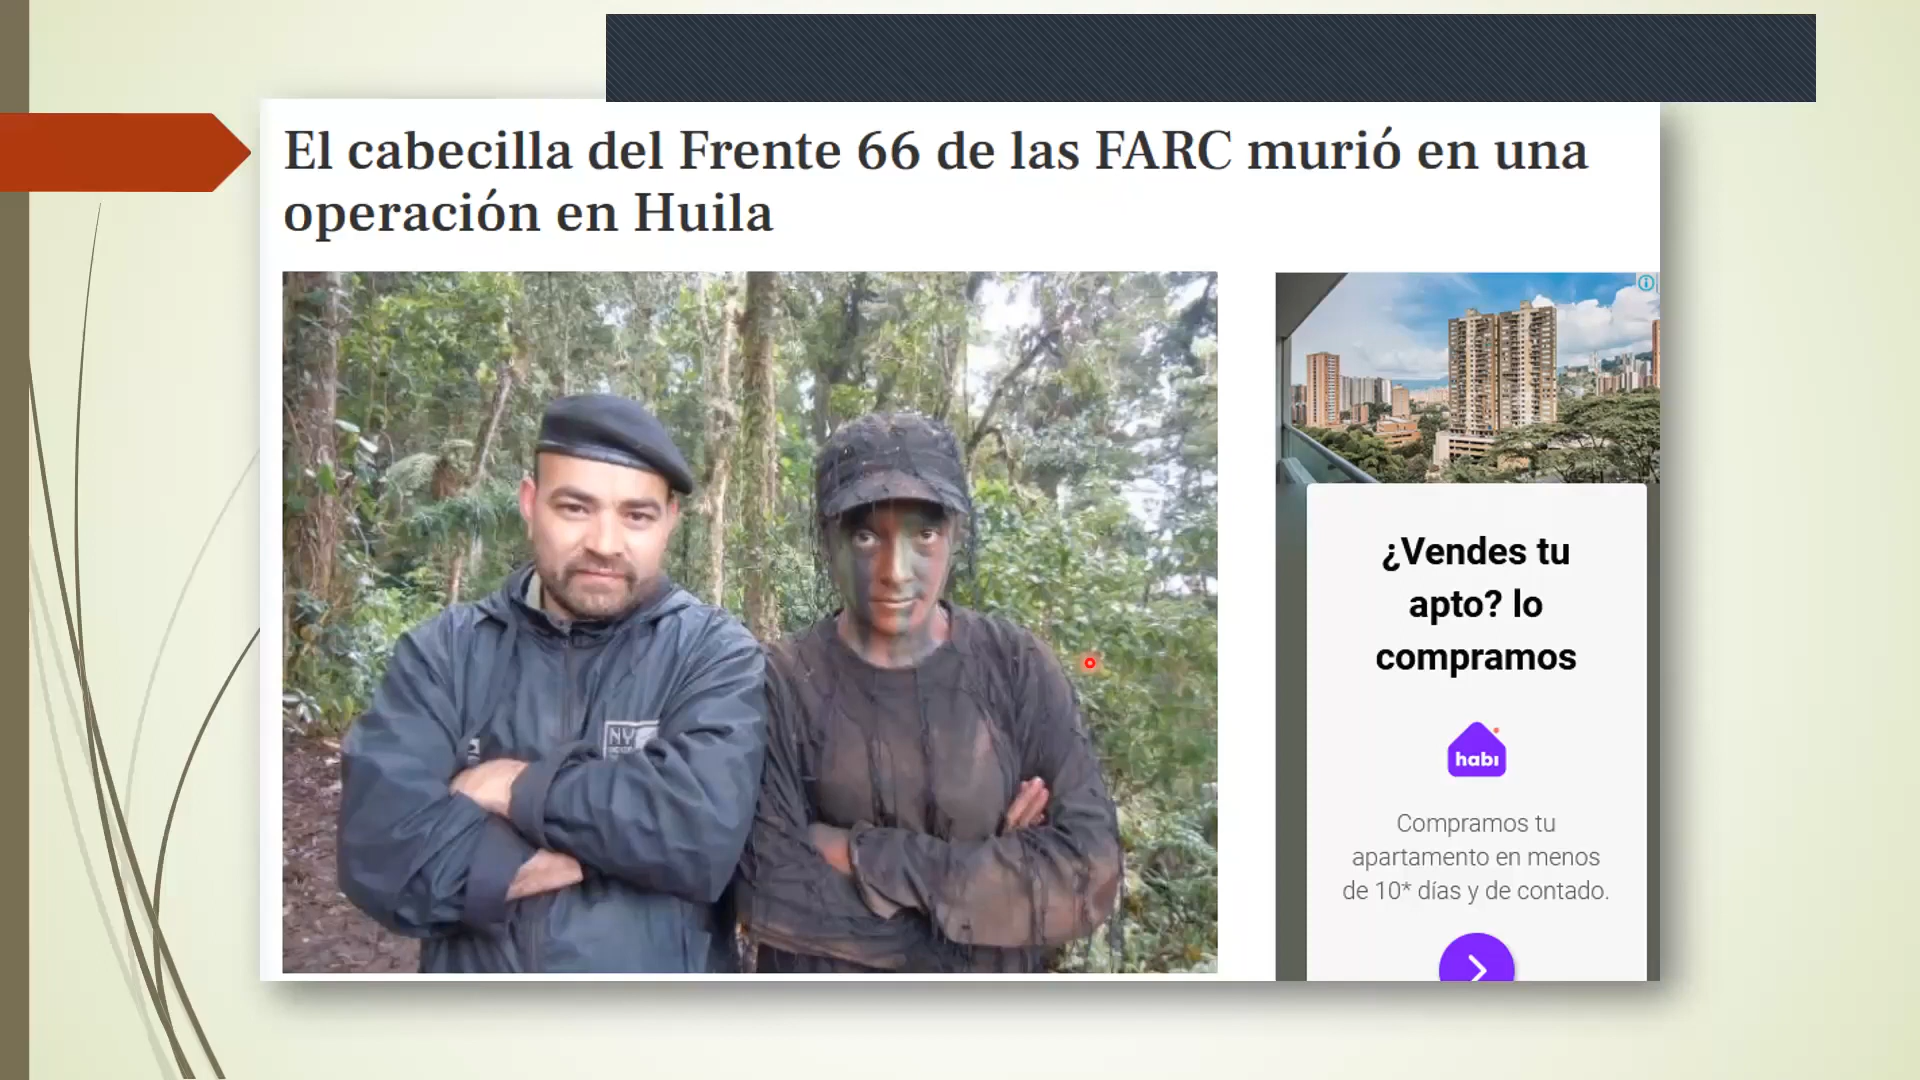 El cabecilla del Frente 66 de las FARC murió en una
operación en Huila
NY
¿Vendes tu
apto? lo
compramos
habi
Compramos tu
apartamento en menos
de 10* días y de contado.